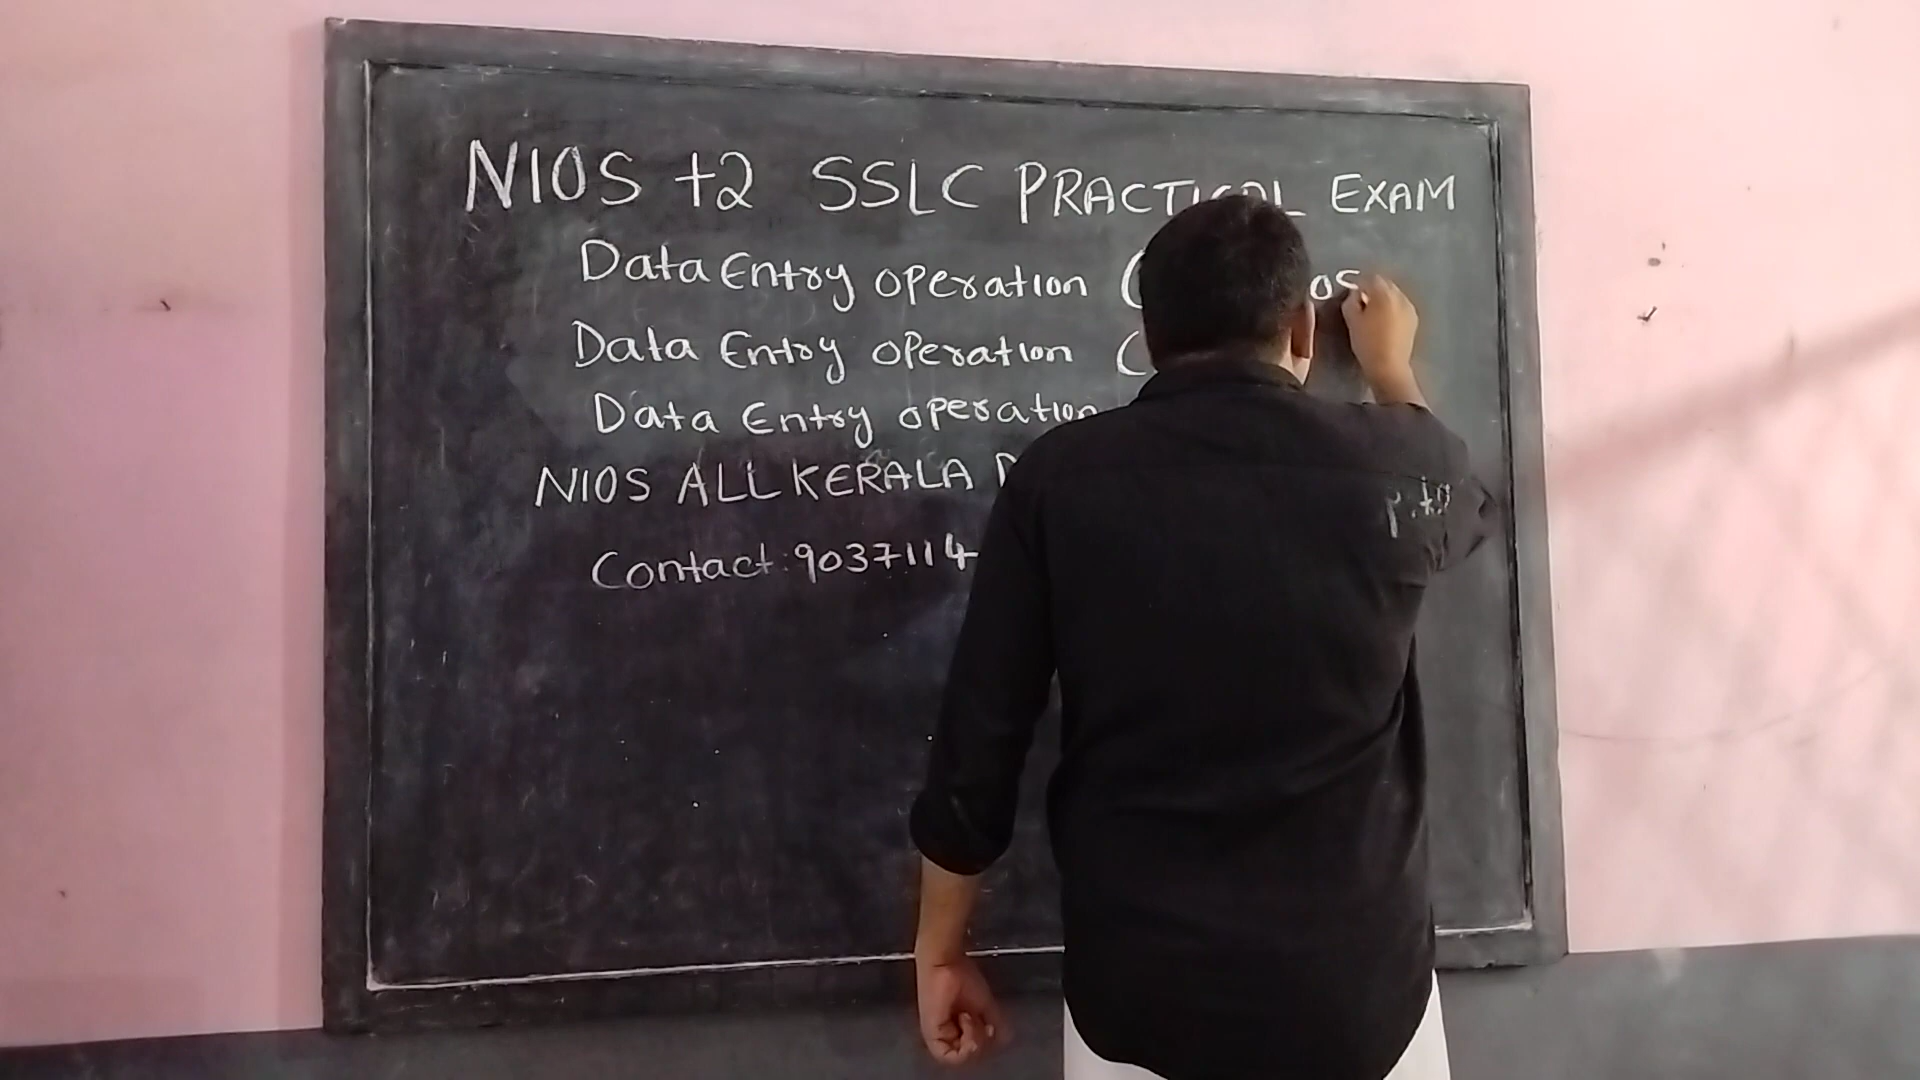 NIOS +2 SSLC PRACTICAL EXAM
Data Entry operation (
Data Entry operation (
Data Entry operation
NIOS ALL KERALA
Contact: 9037114